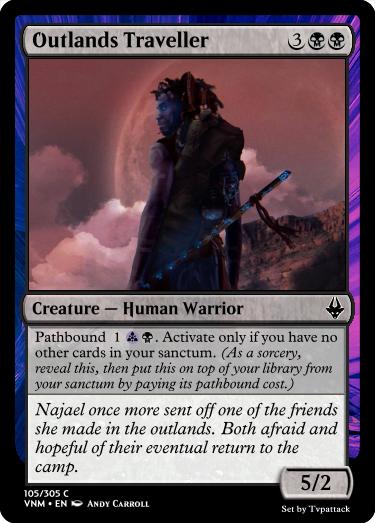 Outlands Traveller 3
Creature — Human Warrior
Pathbound 1 . Activate only if you have no
other cards in your sanctum. (As a sorcery,
reveal this, then put this on top of your library from
your sanctum by paying its pathbound cost.)
Najael once more sent off one of the friends
she made in the outlands. Both afraid and
hopeful of their eventual return to the
camp.
5/2
105/305 C
VNM • EN Andy Carroll
Set by Tvpattack